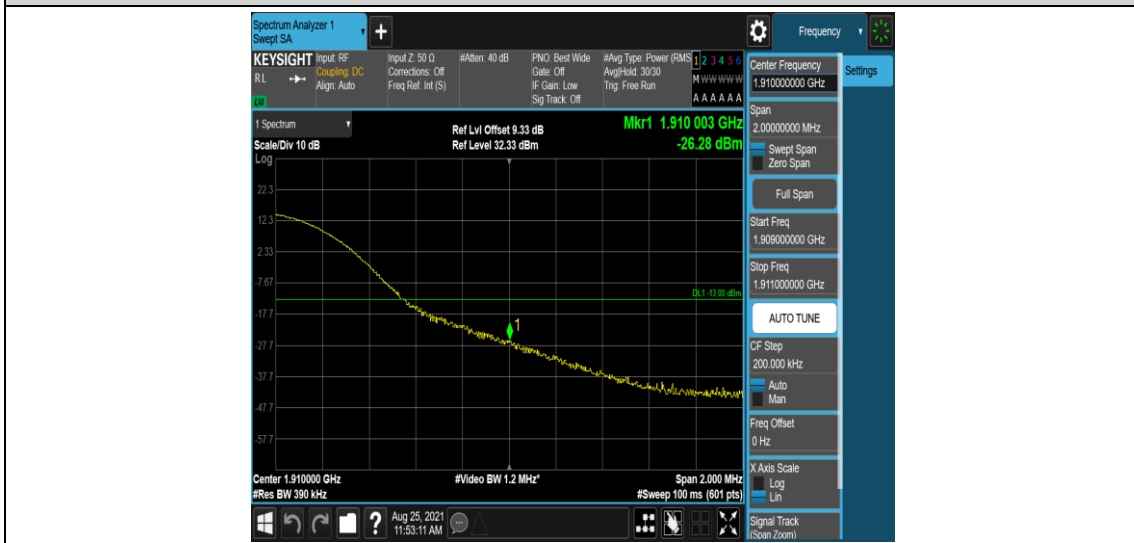 Spectrum Analyzer 1
Swept SA
+
Frequency
KEYSIGHT
Input: RF
Input Z: 50 Ω
#Atten: 40 dB
PNO: Best Wide
#Avg Type: Power (RMS
1 2 3 4 5 6
RL
Coupling: DC
Corrections: Off
Gate: Off
Avg|Hold: 30/30
M W W W W W
Align: Auto
Freq Ref: Int (S)
IF Gain: Low
Trig: Free Run
Sig Track: Off
A A A A A A
Center Frequency
1.910000000 GHz
Settings
1 Spectrum
Ref Lvl Offset 9.33 dB
Mkr1 1.910 003 GHz
Scale/Div 10 dB
Ref Level 32.33 dBm
-26.28 dBm
Log
22.3
12.3
2.33
-7.67
-17.7
-27.7
-37.7
-47.7
-57.7
DL1 -13.00 dBm
1
Center 1.910000 GHz
#Video BW 1.2 MHz*
Span 2.000 MHz
#Res BW 390 kHz
#Sweep 100 ms (601 pts)
Span
2.00000000 MHz
Swept Span
Zero Span
Full Span
Start Freq
1.909000000 GHz
Stop Freq
1.911000000 GHz
AUTO TUNE
CF Step
200.000 kHz
Auto
Man
Freq Offset
0 Hz
X Axis Scale
Log
Lin
Signal Track
(Span Zoom)
?
Aug 25, 2021
11:53:11 AM